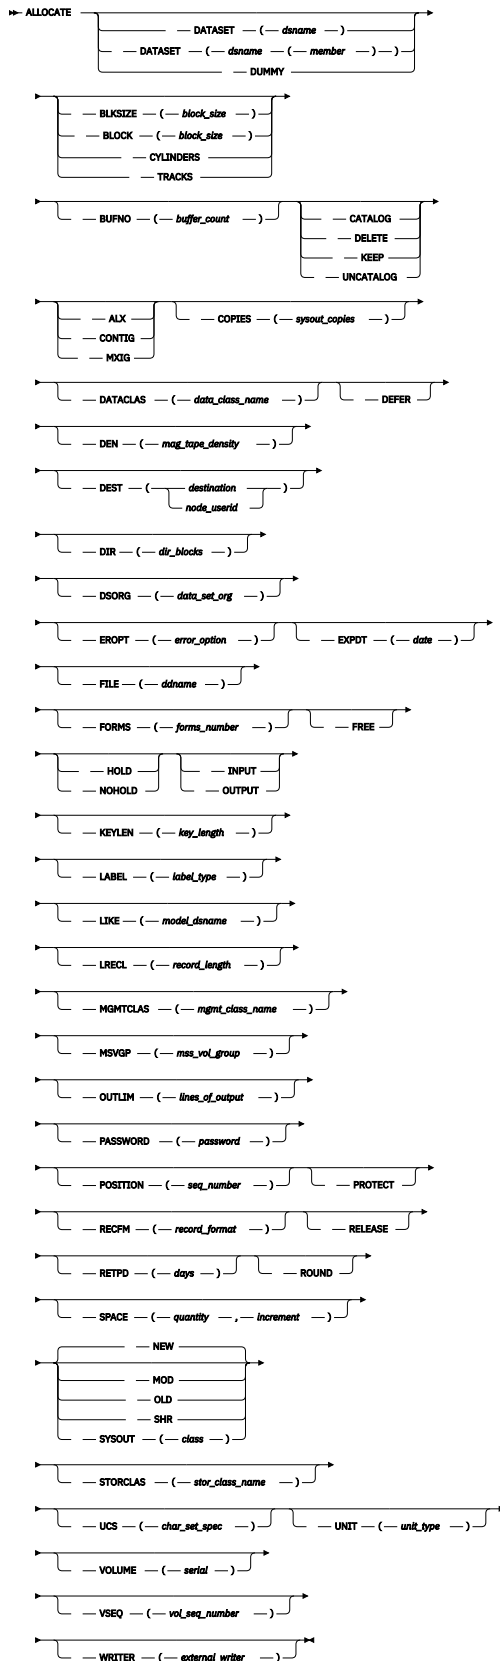 ALLOCATE
DATASET ( dsname )
DATASET ( dsname ( member ) )
DUMMY
BLKSIZE ( block_size )
BLOCK ( block_size )
CYLINDERS
TRACKS
BUFNO ( buffer_count )
CATALOG
DELETE
KEEP
UNCATALOG
ALX
CONTIG
MXIG
COPIES ( sysout_copies )
DATACLAS ( data_class_name ) DEFER
DEN ( mag_tape_density )
DEST ( destination )
node_userid
DIR ( dir_blocks )
DSORG ( data_set_org )
EROPT ( error_option ) EXPDT ( date )
FILE ( ddname )
FORMS ( forms_number ) FREE
HOLD INPUT
NOHOLD OUTPUT
KEYLEN ( key_length )
LABEL ( label_type )
LIKE ( model_dsname )
LRECL ( record_length )
MGMTCLAS ( mgmt_class_name )
MSVGP ( mss_vol_group )
OUTLIM ( lines_of_output )
PASSWORD ( password )
POSITION ( seq_number ) PROTECT
RECFM ( record_format ) RELEASE
RETPD ( days ) ROUND
SPACE ( quantity , increment )
NEW
MOD
OLD
SHR
SYSOUT ( class )
STORCLAS ( stor_class_name )
UCS ( char_set_spec ) UNIT ( unit_type )
VOLUME ( serial )
VSEQ ( vol_seq_number )
WRITER ( external_writer )